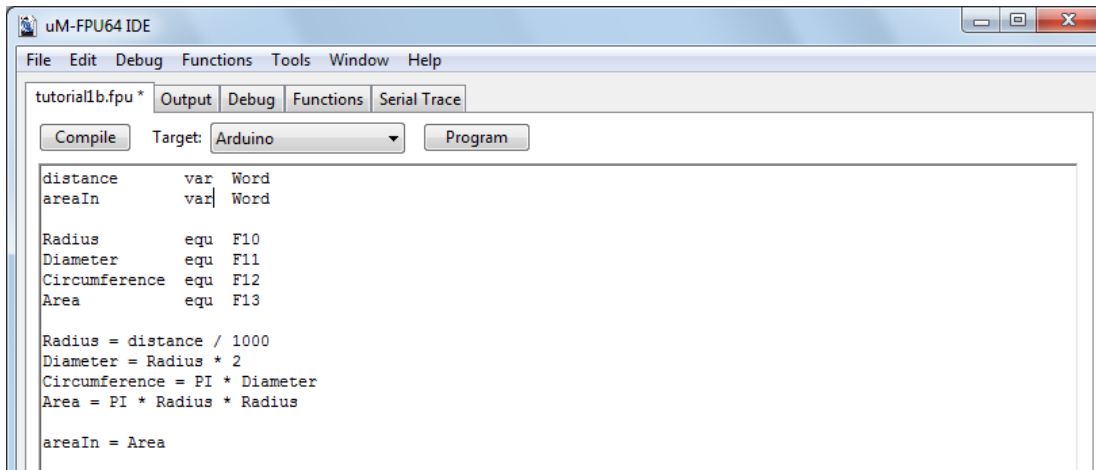 uM-FPU64 IDE
File Edit Debug Functions Tools Window Help
tutorial1b.fpu * Output Debug Functions Serial Trace
Compile Target: Arduino Program
distance var Word
areaIn var Word
Radius equ F10
Diameter equ F11
Circumference equ F12
Area equ F13
Radius = distance / 1000
Diameter = Radius * 2
Circumference = PI * Diameter
Area = PI * Radius * Radius
areaIn = Area